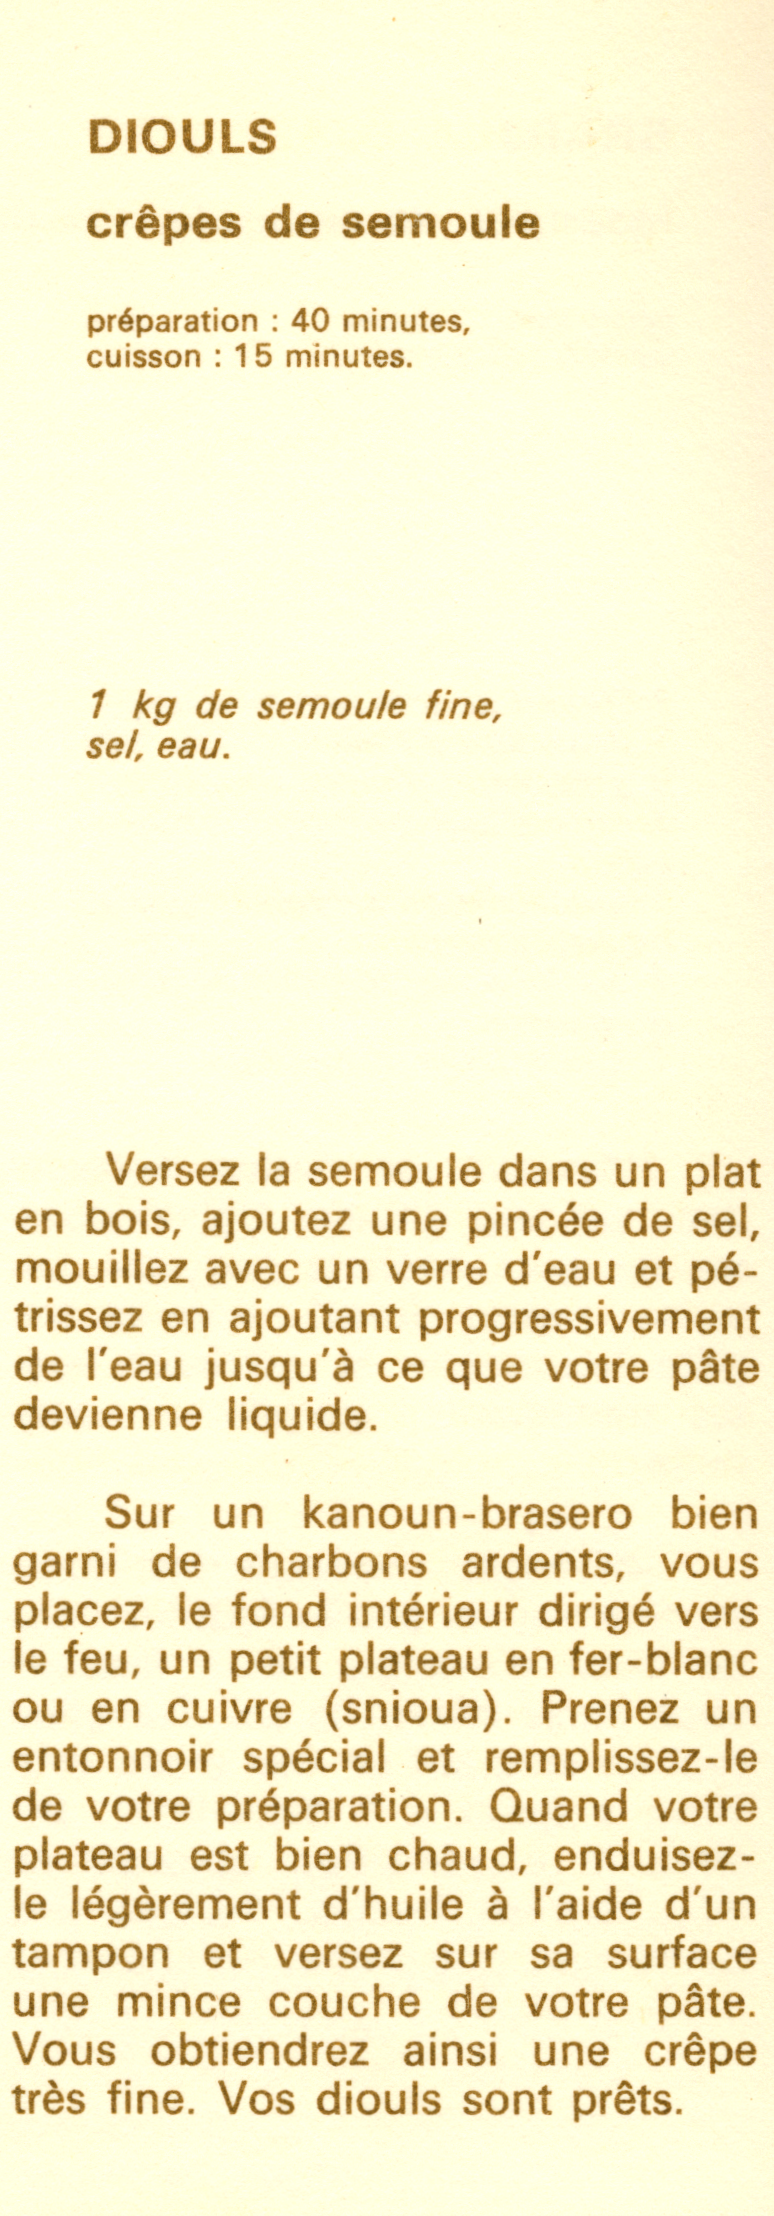 DIOULS
crêpes de semoule
préparation : 40 minutes,
cuisson : 15 minutes.
1 kg de semoule fine,
sel, eau.
Versez la semoule dans un plat
en bois, ajoutez une pincée de sel,
mouillez avec un verre d'eau et pé-
trissez en ajoutant progressivement
de l'eau jusqu'à ce que votre pâte
devienne liquide.
Sur un kanoun-brasero bien
garni de charbons ardents, vous
placez, le fond intérieur dirigé vers
le feu, un petit plateau en fer-blanc
ou en cuivre (snioua). Prenez un
entonnoir spécial et remplissez-le
de votre préparation. Quand votre
plateau est bien chaud, enduisez-
le légèrement d'huile à l'aide d'un
tampon et versez sur sa surface
une mince couche de votre pâte.
Vous obtiendrez ainsi une crêpe
très fine. Vos diouls sont prêts.